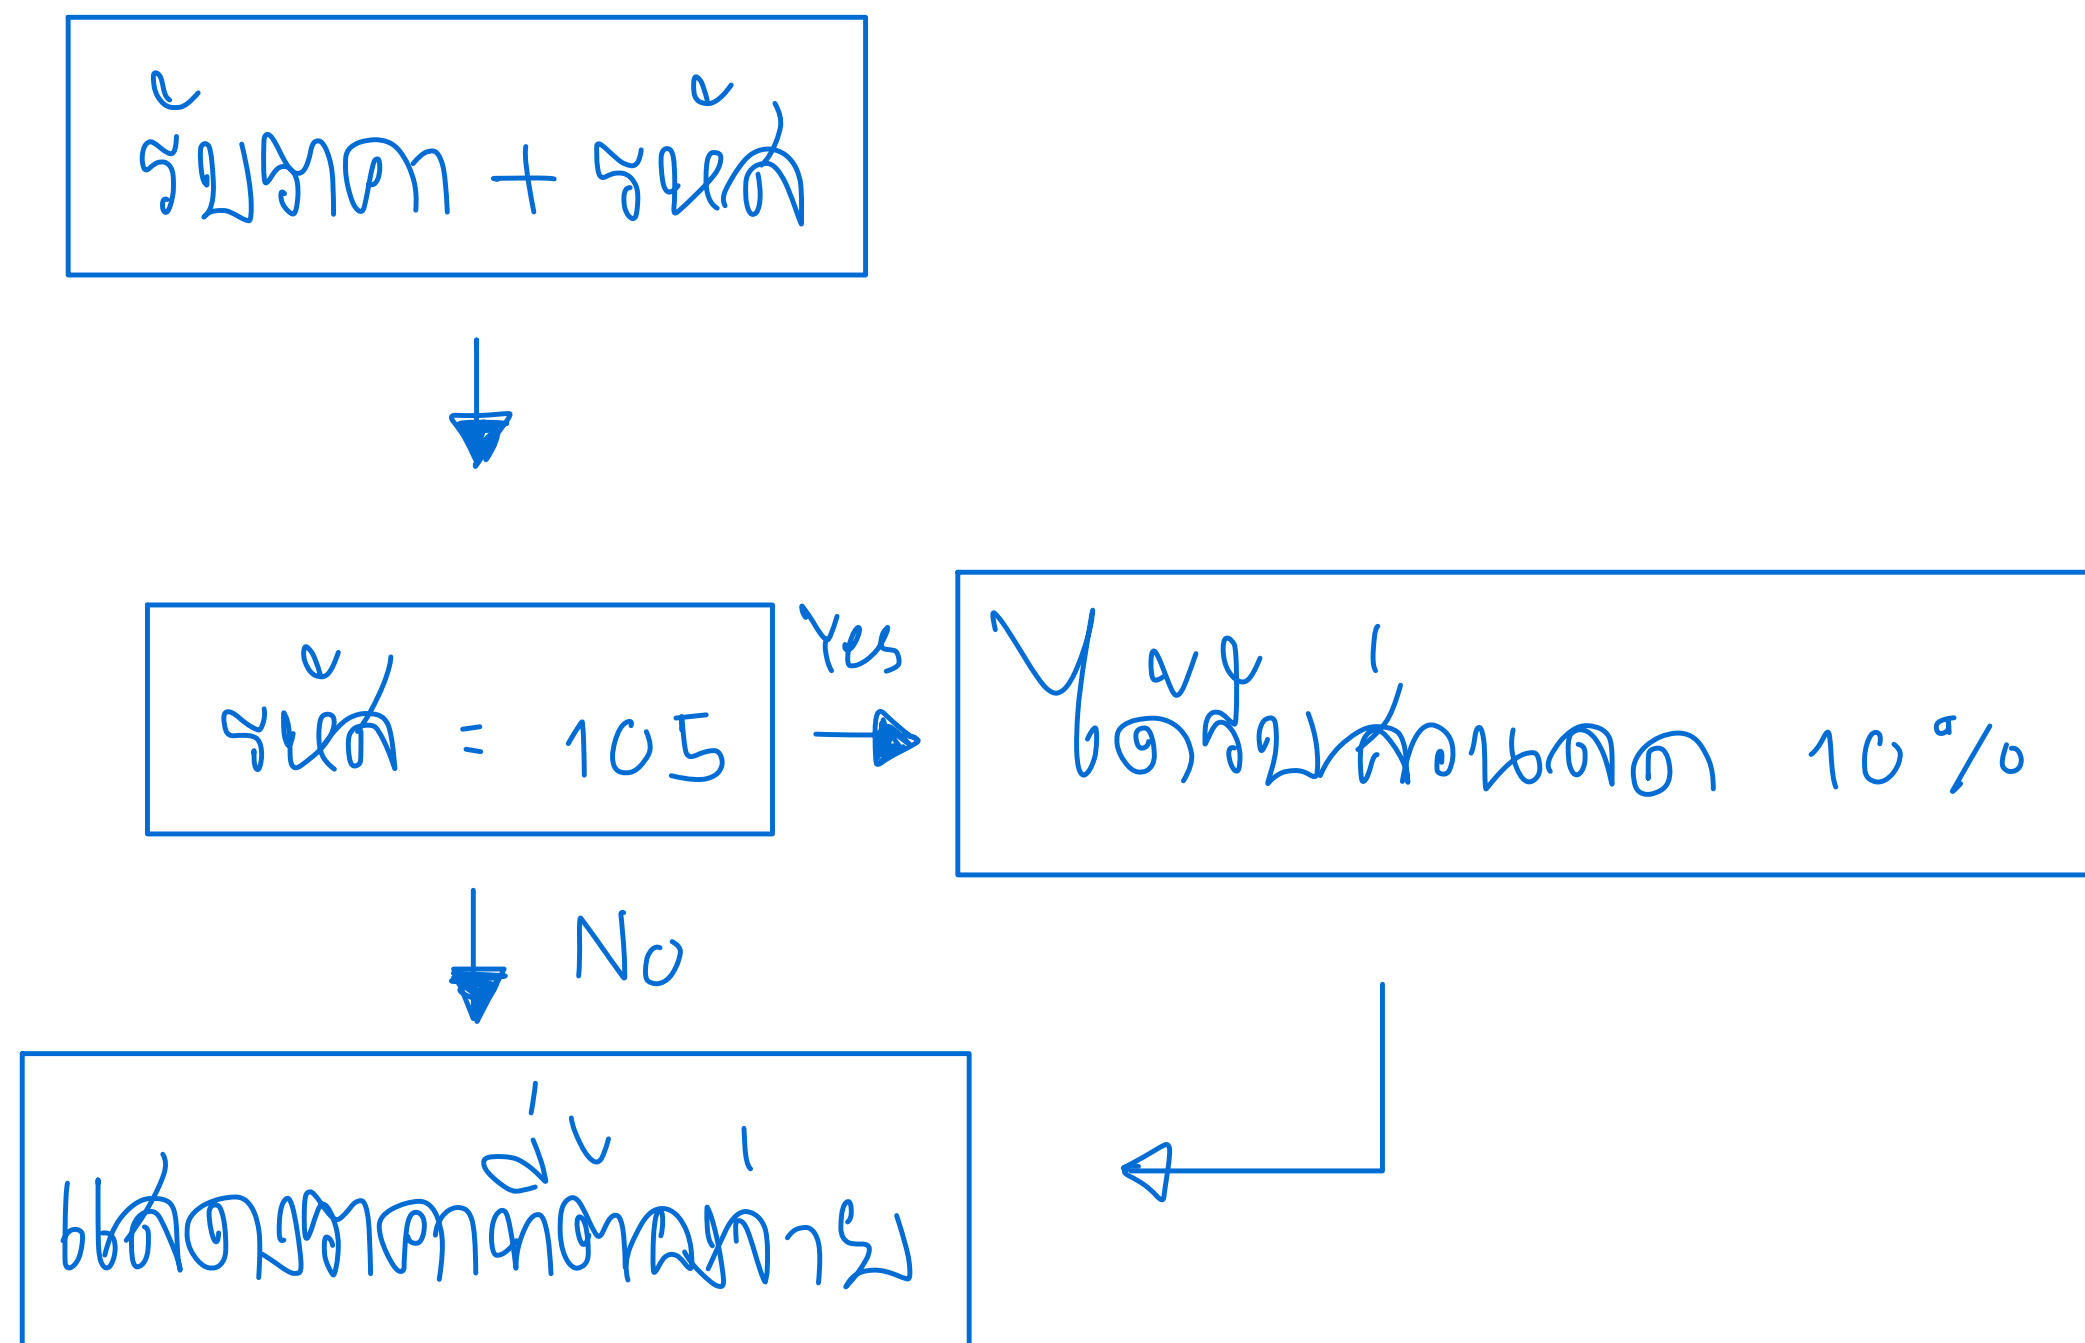 รับราคา + รหัส
รหัส = 105
Yes
ได้รับส่วนลด 10%
No
แสดงราคาที่ต้องจ่าย